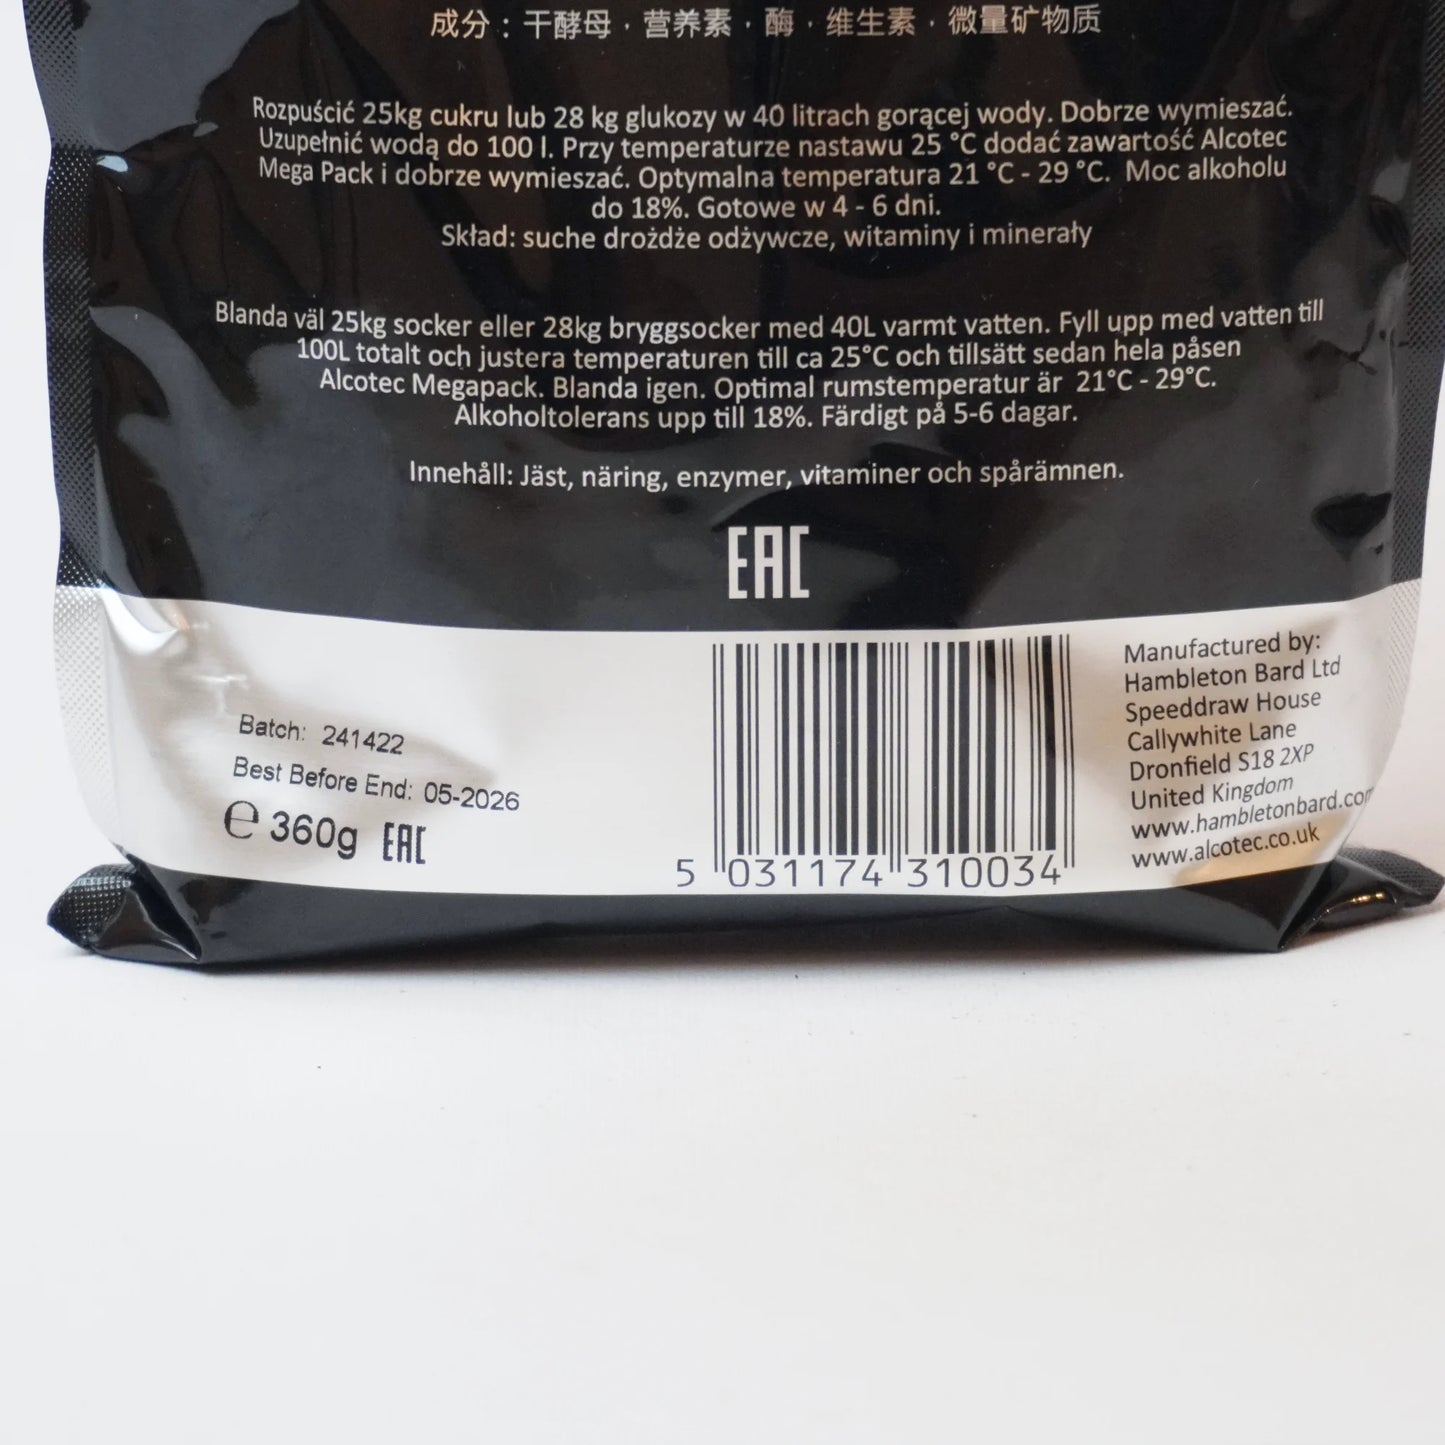 成分：干酵母·营养素·酶·维生素·微量矿物质
Rozpuścić 25kg cukru lub 28 kg glukozy w 40 litrach gorącej wody. Dobrze wymieszać.
Uzupełnić wodą do 100 l. Przy temperaturze nastawu 25 °C dodać zawartość Alcotec
Mega Pack i dobrze wymieszać. Optymalna temperatura 21 °C - 29 °C. Moc alkoholu
do 18%. Gotowe w 4 - 6 dni.
Skład: suche drożdże odżywcze, witaminy i minerały
Blanda väl 25kg socker eller 28kg bryggsocker med 40L varmt vatten. Fyll upp med vatten till
100L totalt och justera temperaturen till ca 25°C och tillsätt sedan hela påsen
Alcotec Megapack. Blanda igen. Optimal rumstemperatur är 21°C - 29°C.
Alkoholtolerans upp till 18%. Färdigt på 5-6 dagar.
Innehåll: Jäst, näring, enzymer, vitaminer och spårämnen.
EAC
Batch: 241422
Best Before End: 05-2026
℮ 360g EAC
5 031174 310034
Manufactured by:
Hambleton Bard Ltd
Speeddraw House
Callywhite Lane
Dronfield S18 2XP
United Kingdom
www.hambletonbard.com
www.alcotec.co.uk